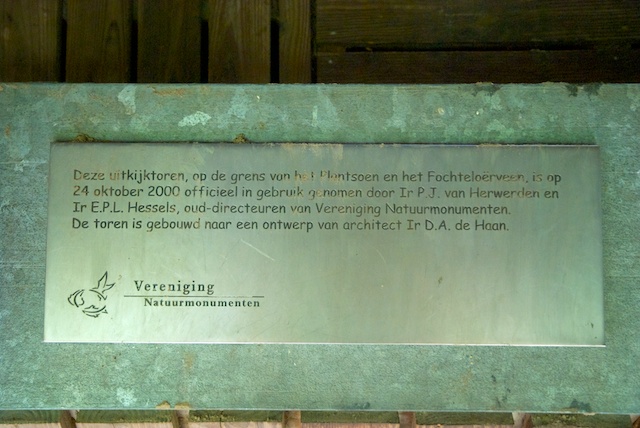 Deze uitkijktoren, op de grens van het Plantsoen en het Fochteloërveen, is op
24 oktober 2000 officieel in gebruik genomen door Ir P.J. van Herwerden en
Ir E.P.L. Hessels, oud-directeuren van Vereniging Natuurmonumenten.
De toren is gebouwd naar een ontwerp van architect Ir D.A. de Haan.
Vereniging
Natuurmonumenten